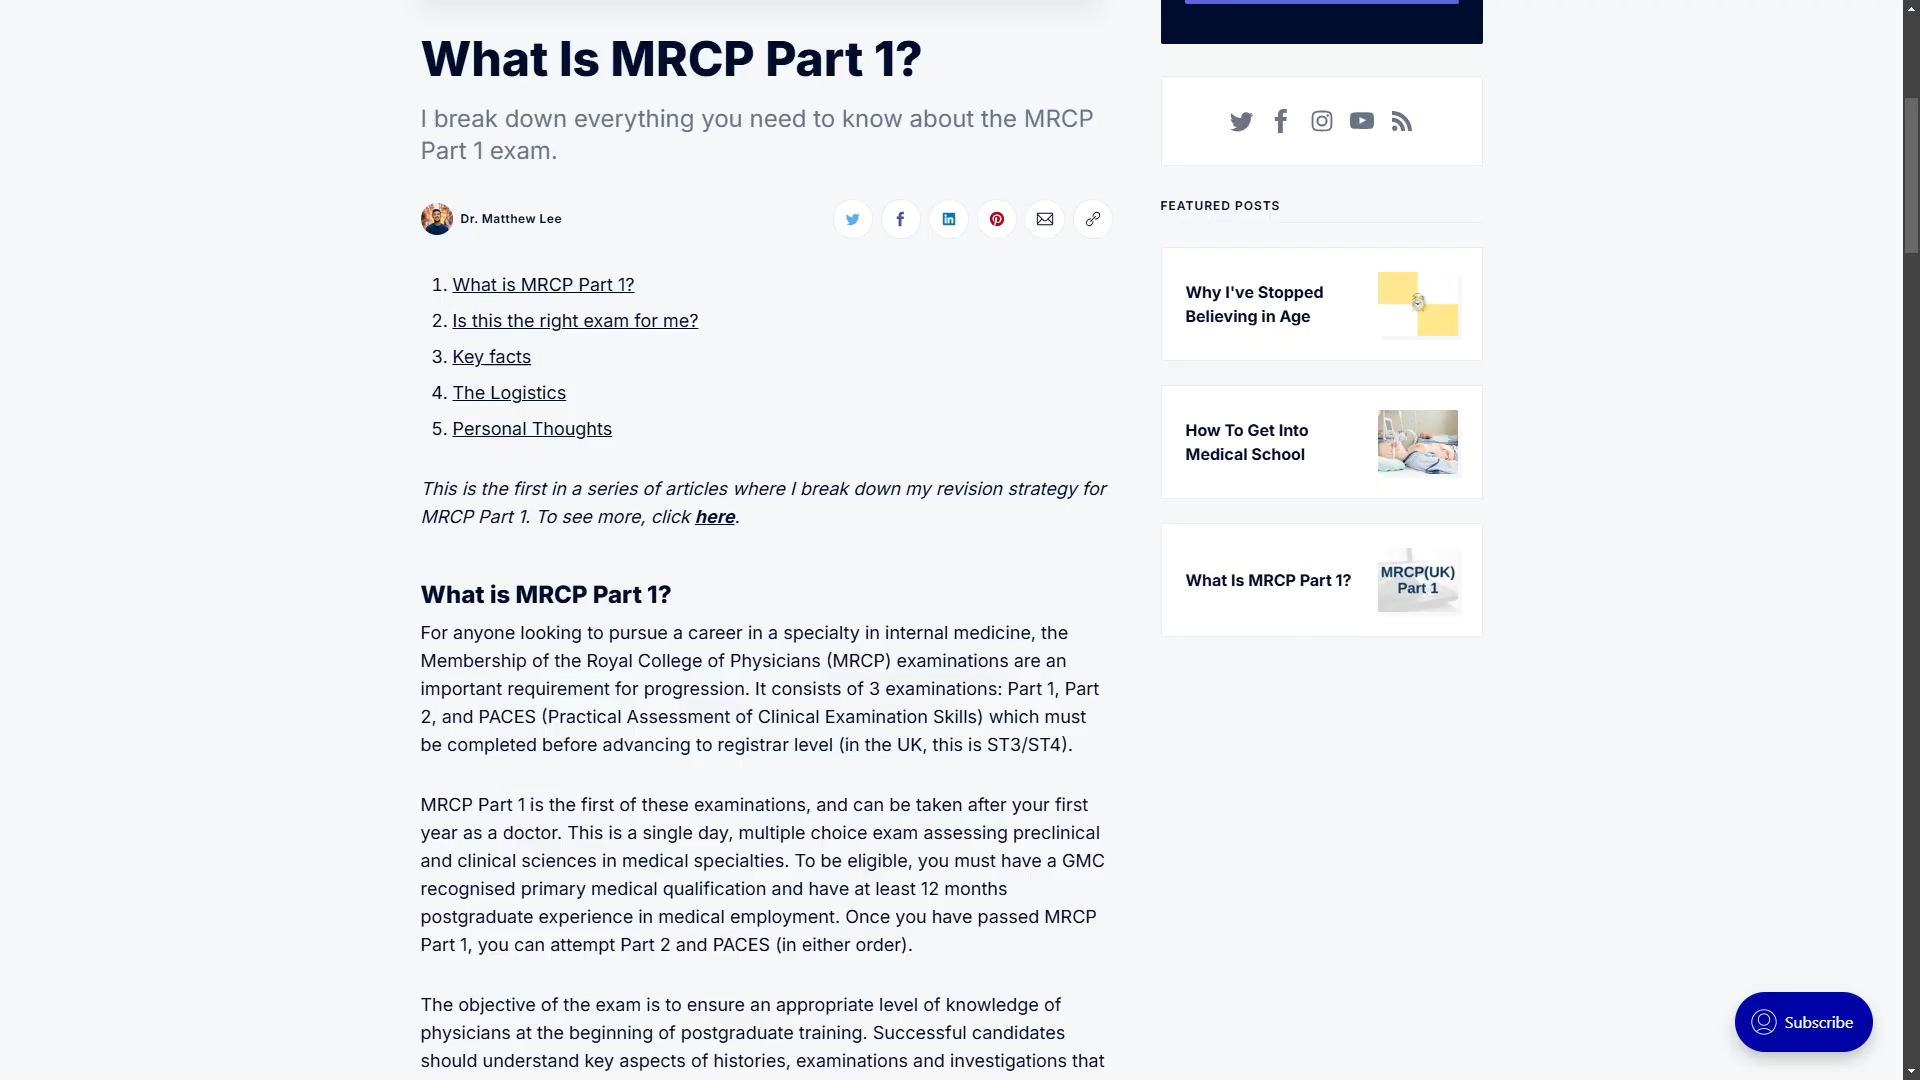 What Is MRCP Part 1?
I break down everything you need to know about the MRCP
Part 1 exam.
Dr. Matthew Lee
1. What is MRCP Part 1?
2. Is this the right exam for me?
3. Key facts
4. The Logistics
5. Personal Thoughts
This is the first in a series of articles where I break down my revision strategy for
MRCP Part 1. To see more, click here.
What is MRCP Part 1?
For anyone looking to pursue a career in a specialty in internal medicine, the
Membership of the Royal College of Physicians (MRCP) examinations are an
important requirement for progression. It consists of 3 examinations: Part 1, Part
2, and PACES (Practical Assessment of Clinical Examination Skills) which must
be completed before advancing to registrar level (in the UK, this is ST3/ST4).
MRCP Part 1 is the first of these examinations, and can be taken after your first
year as a doctor. This is a single day, multiple choice exam assessing preclinical
and clinical sciences in medical specialties. To be eligible, you must have a GMC
recognised primary medical qualification and have at least 12 months
postgraduate experience in medical employment. Once you have passed MRCP
Part 1, you can attempt Part 2 and PACES (in either order).
The objective of the exam is to ensure an appropriate level of knowledge of
physicians at the beginning of postgraduate training. Successful candidates
should understand key aspects of histories, examinations and investigations that
FEATURED POSTS
Why I've Stopped
Believing in Age
How To Get Into
Medical School
What Is MRCP Part 1?
MRCP(UK)
Part 1
Subscribe